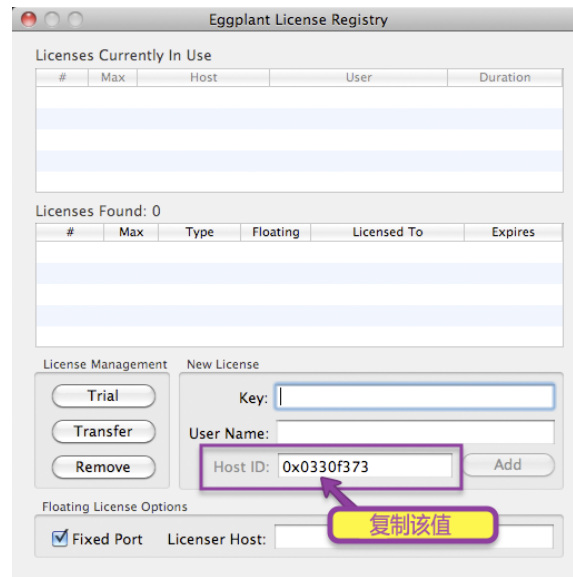 Eggplant License Registry
Licenses Currently In Use
# Max Host User Duration
Licenses Found: 0
# Max Type Floating Licensed To Expires
License Management New License
Trial Key:
Transfer User Name:
Remove Host ID: 0x0330f373 Add
Floating License Options
复制该值
Fixed Port Licenser Host: